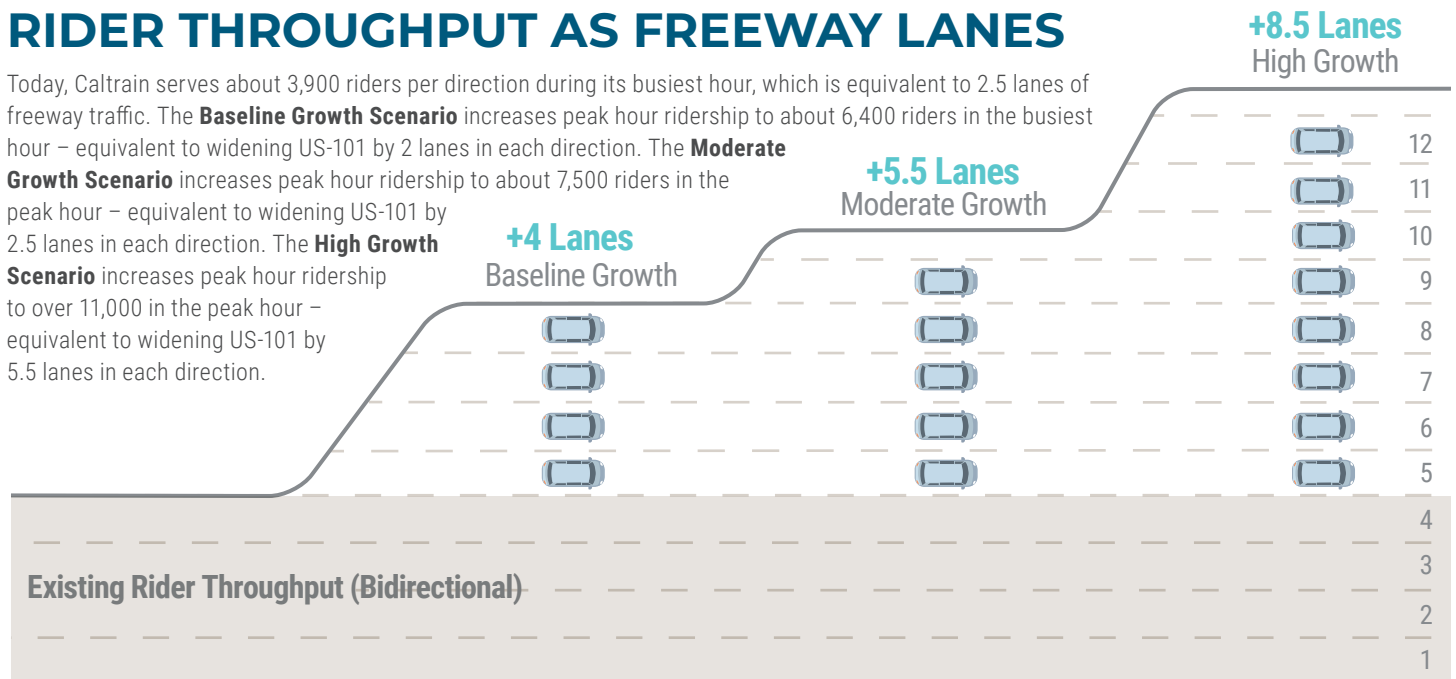 RIDER THROUGHPUT AS FREEWAY LANES
Today, Caltrain serves about 3,900 riders per direction during its busiest hour, which is equivalent to 2.5 lanes of
freeway traffic. The Baseline Growth Scenario increases peak hour ridership to about 6,400 riders in the busiest
hour – equivalent to widening US-101 by 2 lanes in each direction. The Moderate
Growth Scenario increases peak hour ridership to about 7,500 riders in the
peak hour – equivalent to widening US-101 by
2.5 lanes in each direction. The High Growth
Scenario increases peak hour ridership
to over 11,000 in the peak hour –
equivalent to widening US-101 by
5.5 lanes in each direction.
+4 Lanes
Baseline Growth
+5.5 Lanes
Moderate Growth
+8.5 Lanes
High Growth
12
11
10
9
8
7
6
5
4
3
2
1
Existing Rider Throughput (Bidirectional)